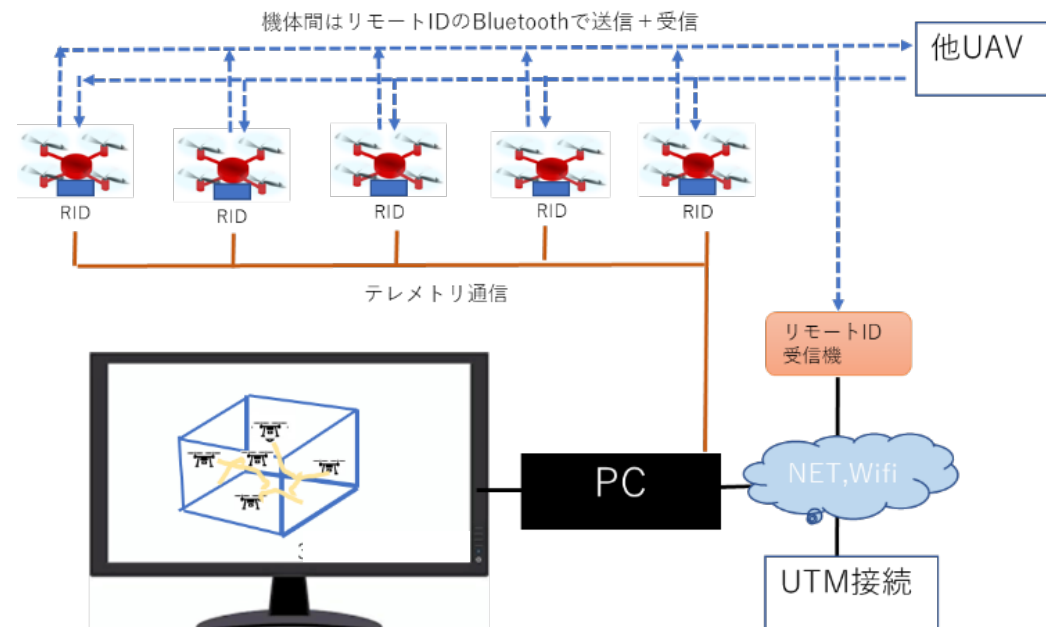 機体間はリモートIDのBluetoothで送信＋受信
他UAV
RID
RID
RID
RID
RID
テレメトリ通信
リモートID
受信機
PC
NET,Wifi
UTM接続